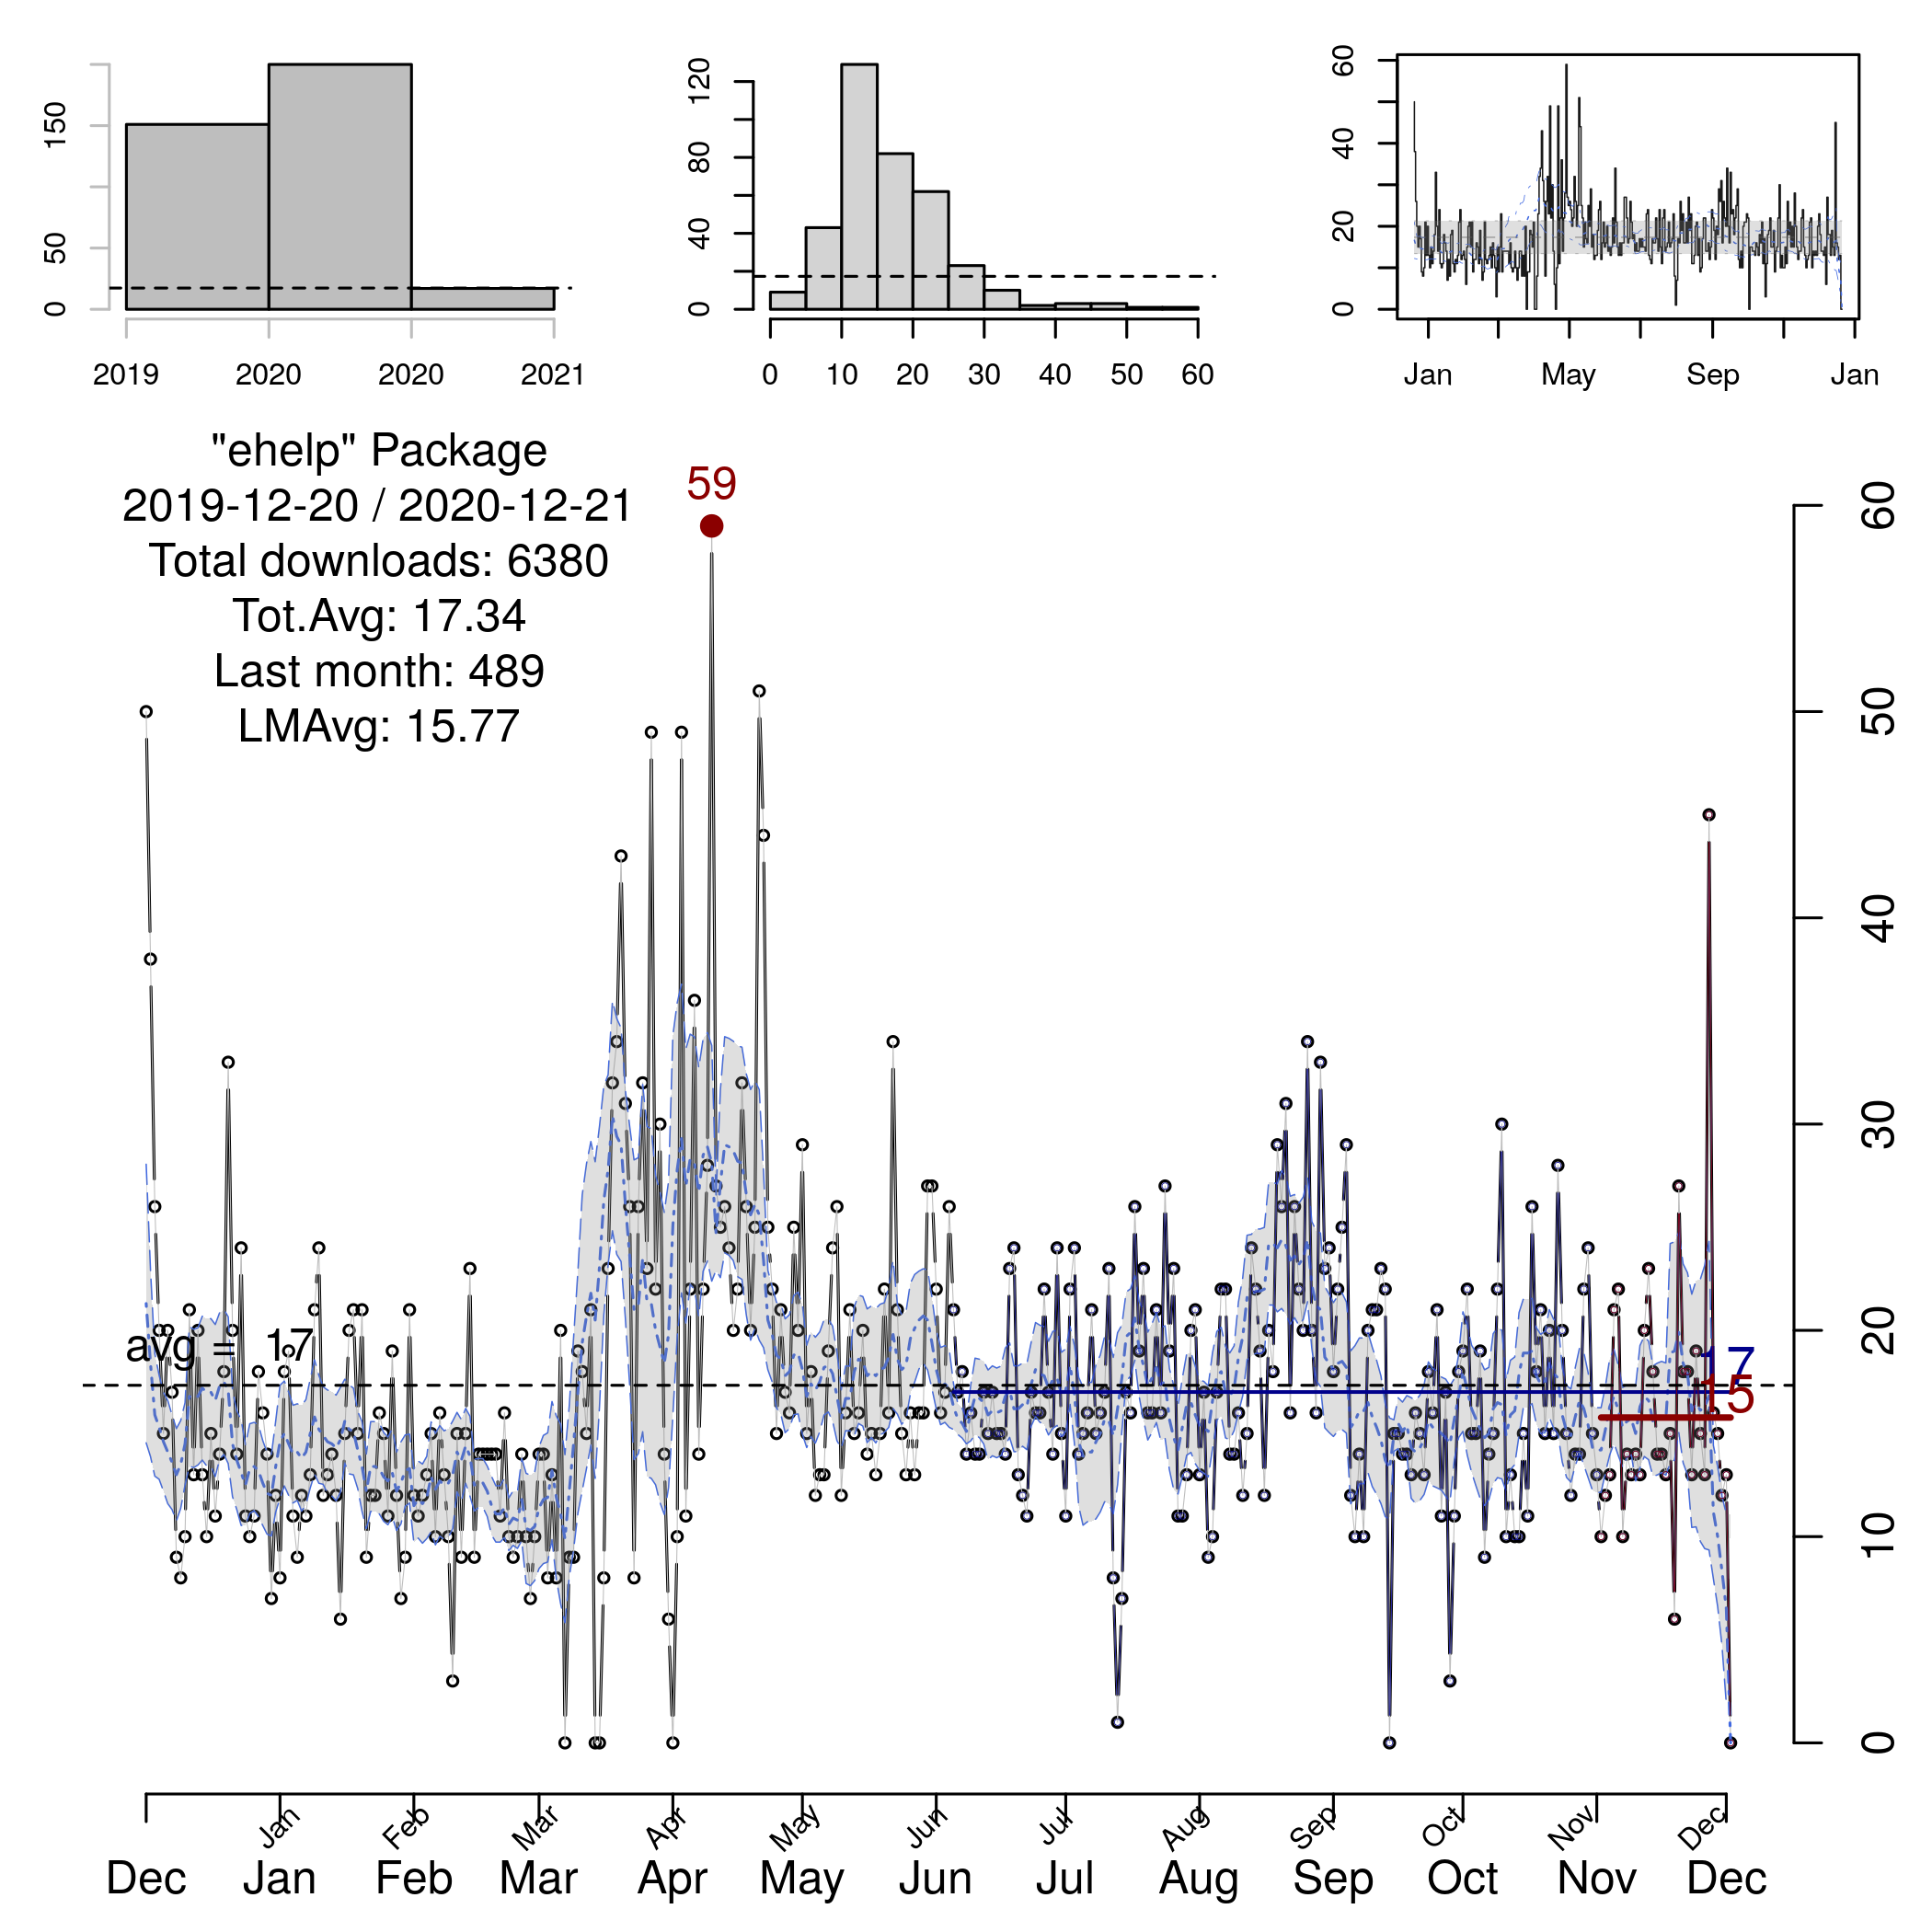 150
50
0
2019 2020 2020 2021
120
80
40
0
0 10 20 30 40 50 60
60
40
20
0
Jan May Sep Jan
"ehelp" Package
2019-12-20 / 2020-12-21
Total downloads: 6380
Tot.Avg: 17.34
Last month: 489
LMAvg: 15.77
59
avg = 17
17
15
60
50
40
30
20
10
0
Jan Feb Mar Apr May Jun Jul Aug Sep Oct Nov Dec
Dec Jan Feb Mar Apr May Jun Jul Aug Sep Oct Nov Dec